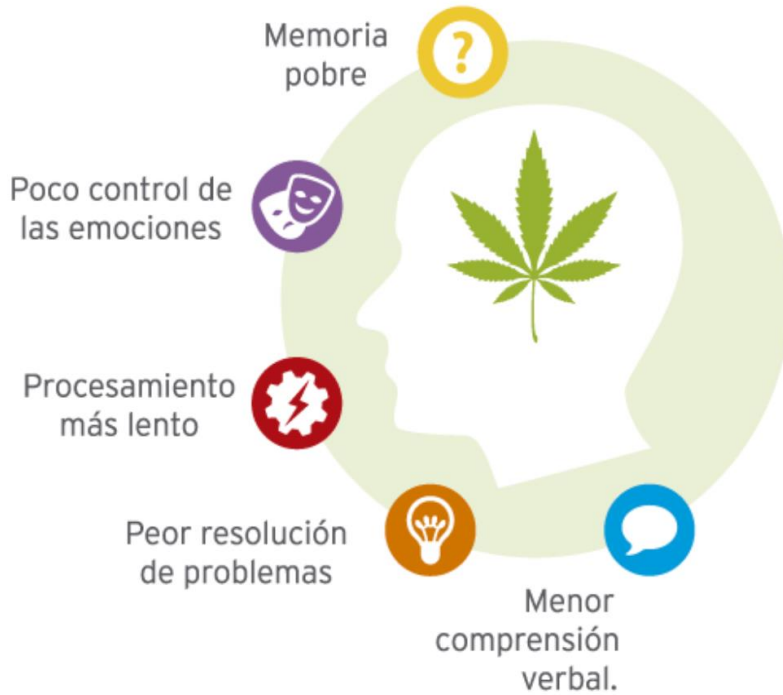 Memoria
pobre
?
Poco control de
las emociones
Procesamiento
más lento
Peor resolución
de problemas
Menor
comprensión
verbal.